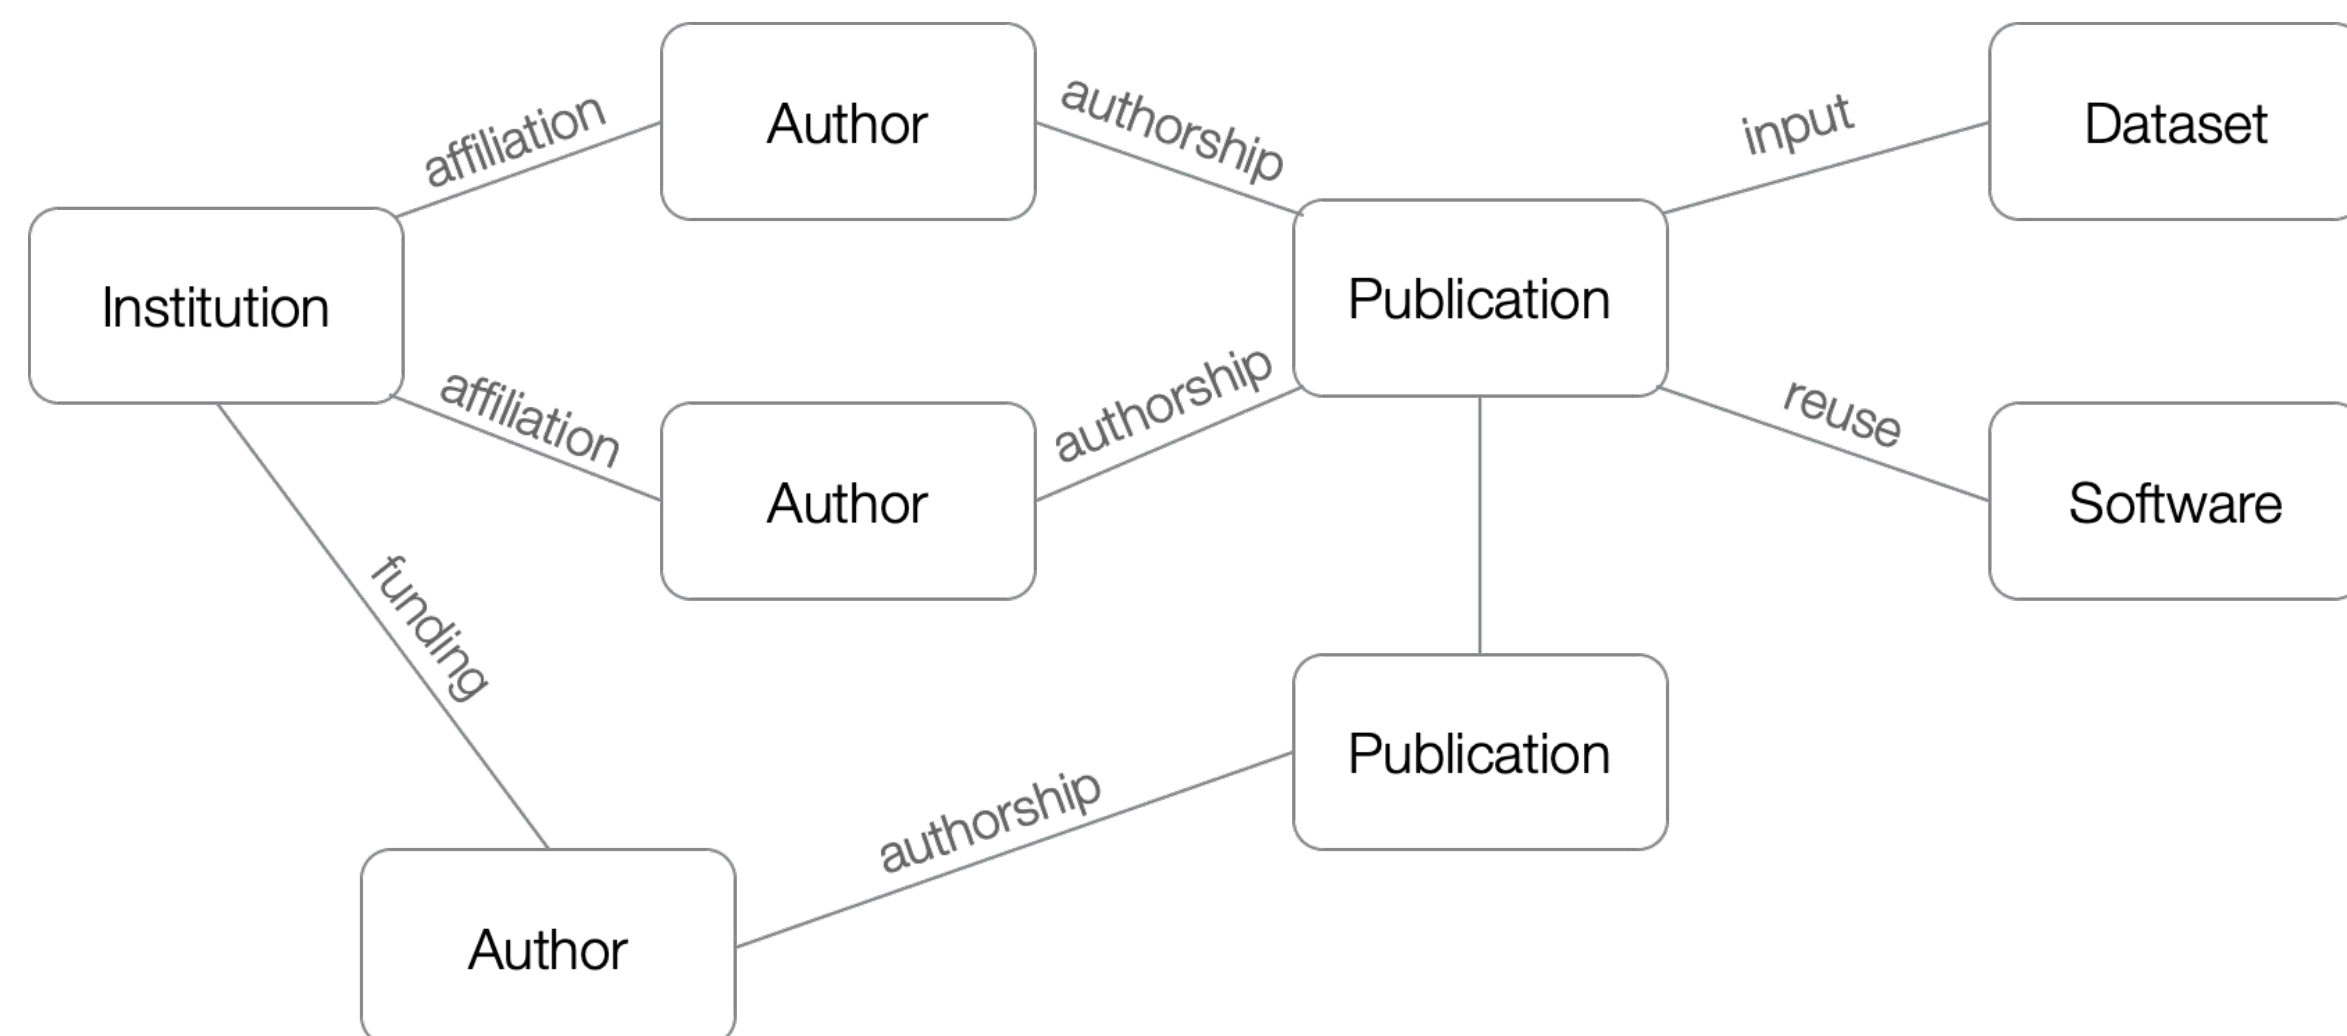 Author
Dataset
affiliation
authorship
input
Institution
Publication
affiliation
authorship
reuse
Author
Software
funding
Publication
authorship
Author